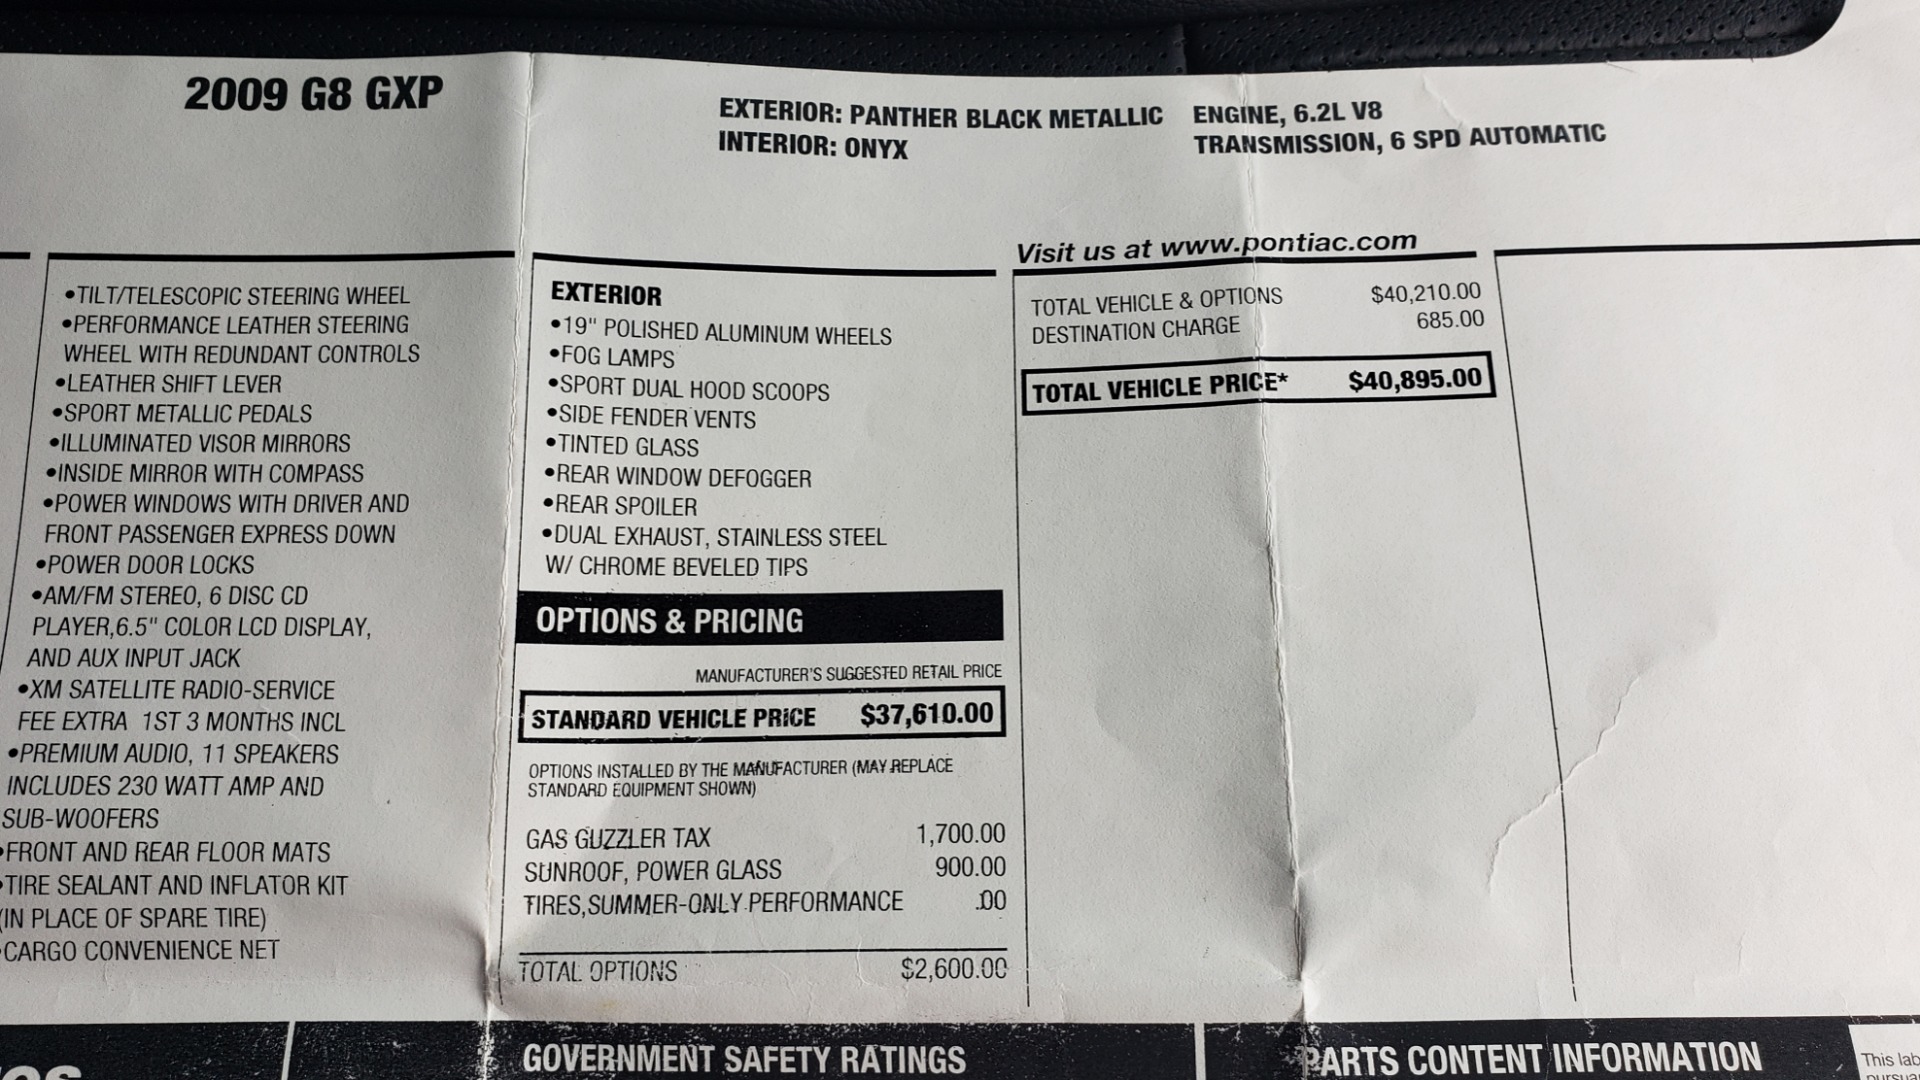 2009 G8 GXP
EXTERIOR: PANTHER BLACK METALLIC
INTERIOR: ONYX
ENGINE, 6.2L V8
TRANSMISSION, 6 SPD AUTOMATIC
•TILT/TELESCOPIC STEERING WHEEL
•PERFORMANCE LEATHER STEERING
WHEEL WITH REDUNDANT CONTROLS
•LEATHER SHIFT LEVER
•SPORT METALLIC PEDALS
•ILLUMINATED VISOR MIRRORS
•INSIDE MIRROR WITH COMPASS
•POWER WINDOWS WITH DRIVER AND
FRONT PASSENGER EXPRESS DOWN
•POWER DOOR LOCKS
•AM/FM STEREO, 6 DISC CD
PLAYER,6.5" COLOR LCD DISPLAY,
AND AUX INPUT JACK
•XM SATELLITE RADIO-SERVICE
FEE EXTRA 1ST 3 MONTHS INCL
•PREMIUM AUDIO, 11 SPEAKERS
INCLUDES 230 WATT AMP AND
SUB-WOOFERS
•FRONT AND REAR FLOOR MATS
•TIRE SEALANT AND INFLATOR KIT
(IN PLACE OF SPARE TIRE)
•CARGO CONVENIENCE NET
EXTERIOR
•19" POLISHED ALUMINUM WHEELS
•FOG LAMPS
•SPORT DUAL HOOD SCOOPS
•SIDE FENDER VENTS
•TINTED GLASS
•REAR WINDOW DEFOGGER
•REAR SPOILER
•DUAL EXHAUST, STAINLESS STEEL
W/ CHROME BEVELED TIPS
OPTIONS & PRICING
MANUFACTURER'S SUGGESTED RETAIL PRICE
STANDARD VEHICLE PRICE $37,610.00
OPTIONS INSTALLED BY THE MANUFACTURER (MAY REPLACE
STANDARD EQUIPMENT SHOWN)
GAS GUZZLER TAX 1,700.00
SUNROOF, POWER GLASS 900.00
TIRES,SUMMER-ONLY PERFORMANCE .00
TOTAL OPTIONS $2,600.00
Visit us at www.pontiac.com
TOTAL VEHICLE & OPTIONS $40,210.00
DESTINATION CHARGE 685.00
TOTAL VEHICLE PRICE* $40,895.00
GOVERNMENT SAFETY RATINGS
PARTS CONTENT INFORMATION
This lab